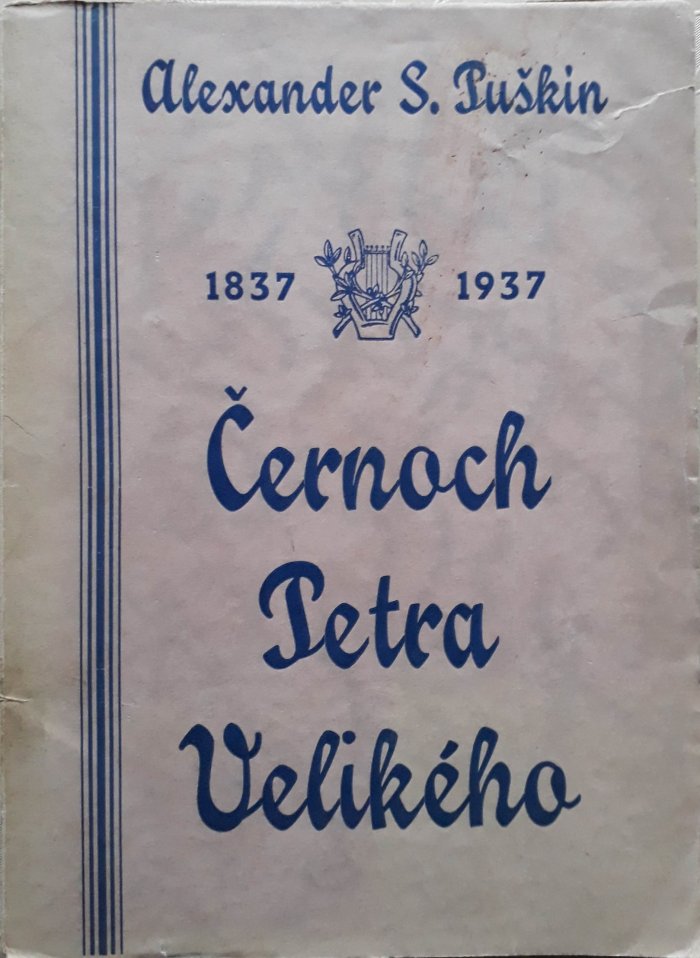 Alexander S. Puškin
1837 1937
Černoch
Petra
Velikého